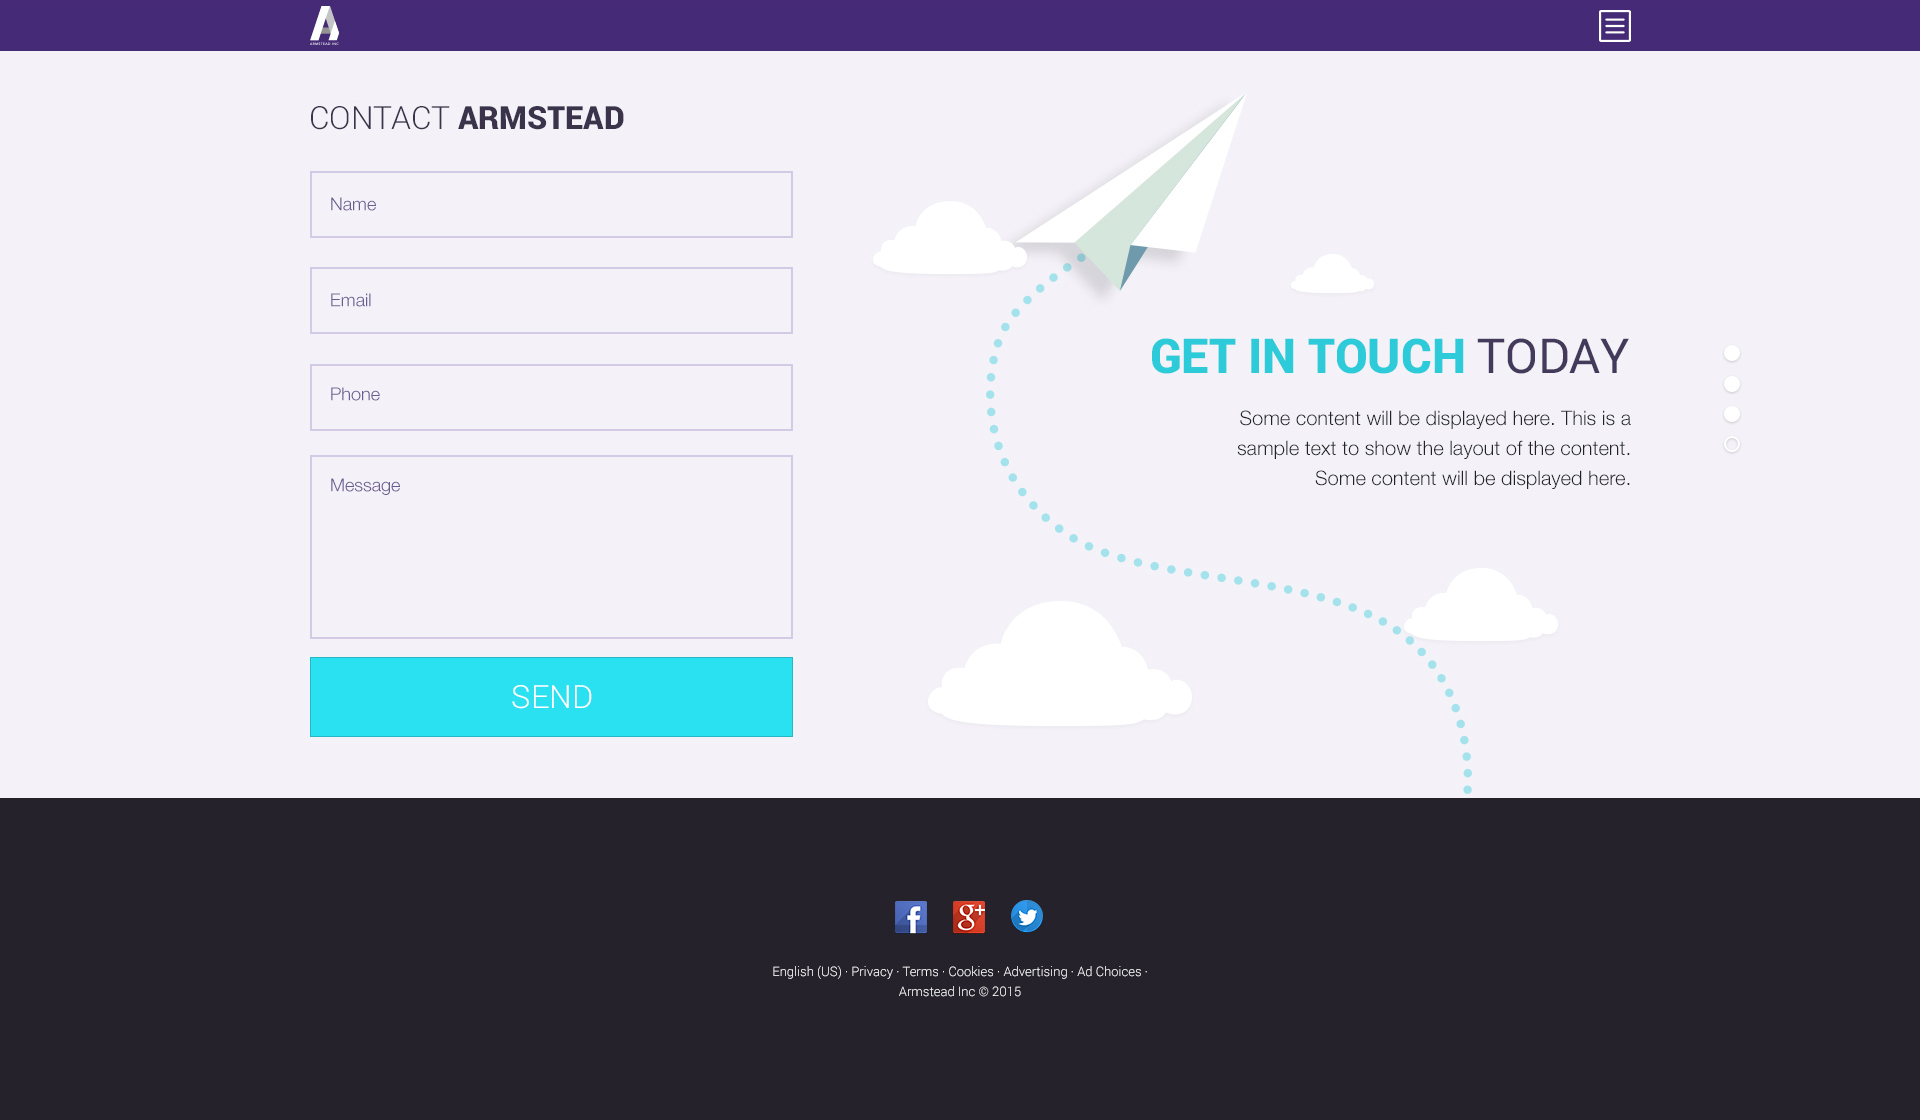 ARMSTEAD INC
CONTACT ARMSTEAD
Name
Email
Phone
Message
SEND
GET IN TOUCH TODAY
Some content will be displayed here. This is a
sample text to show the layout of the content.
Some content will be displayed here.
English (US) · Privacy · Terms · Cookies · Advertising · Ad Choices ·
Armstead Inc © 2015